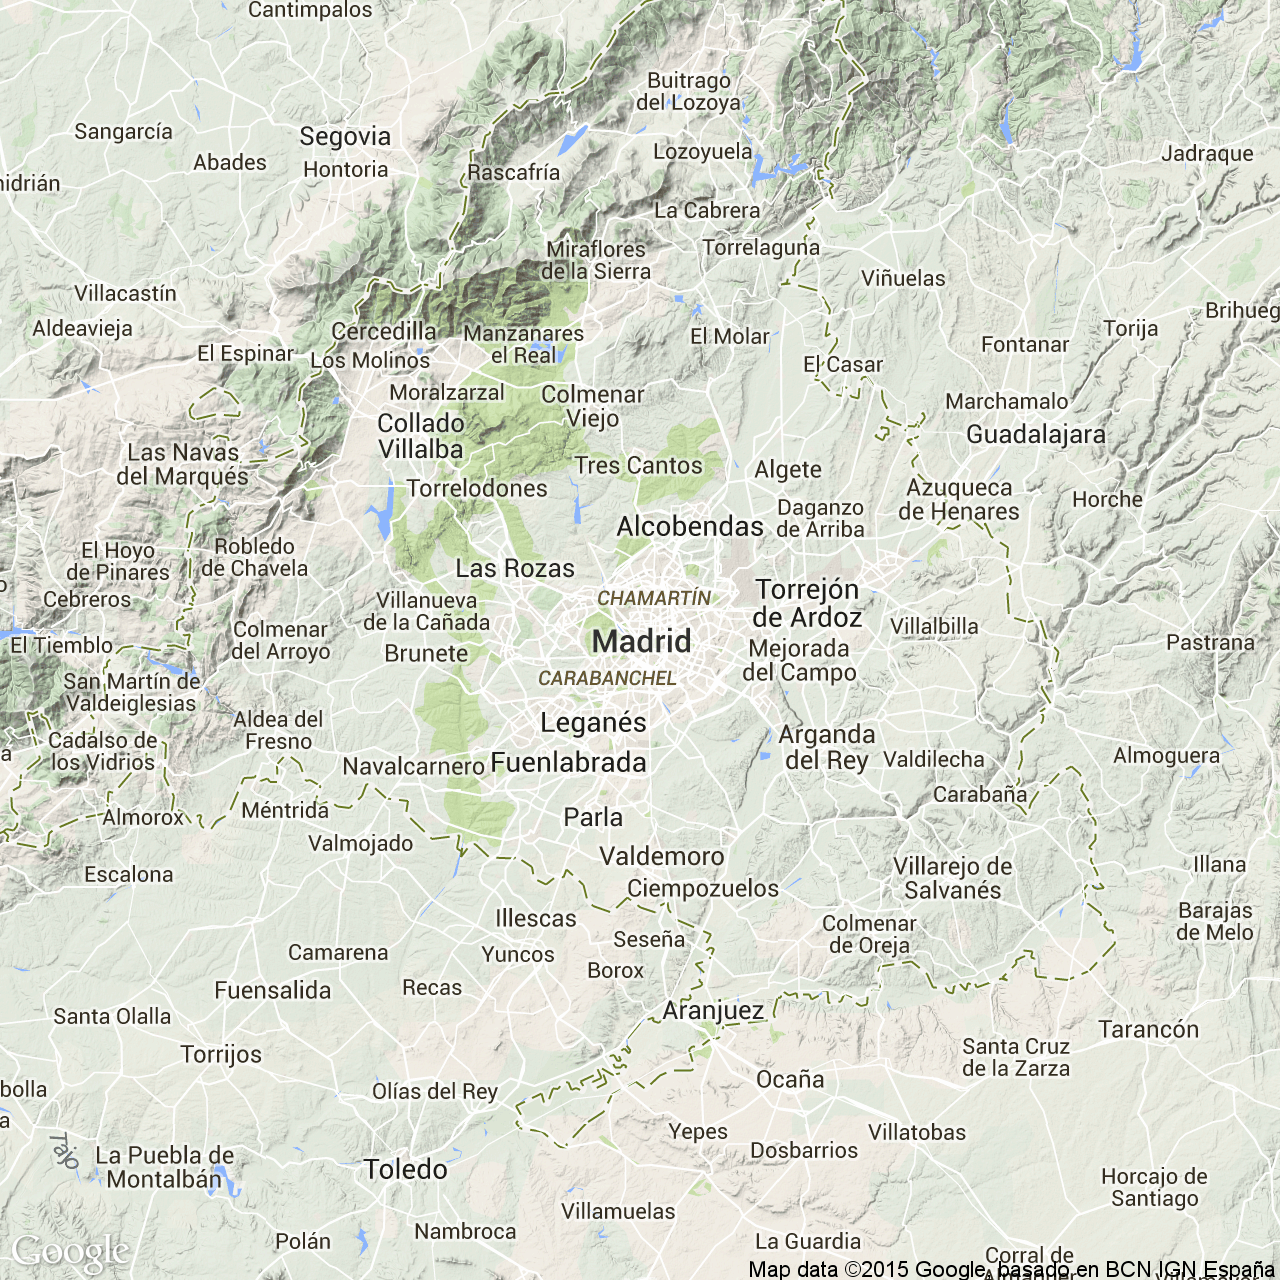 Cantimpalos
Buitrago
del Lozoya
Sangarcía
Segovia
Abades
Hontoria
Rascafría
Lozoyuela
Jadraque
La Cabrera
Miraflores
de la Sierra
Torrelaguna
Viñuelas
Villacastín
Aldeavieja
Cercedilla
Manzanares
el Real
El Molar
Torija
El Espinar
Los Molinos
Fontanar
El Casar
Moralzarzal
Colmenar
Viejo
Marchamalo
Collado
Villalba
Guadalajara
Las Navas
del Marqués
Tres Cantos
Algete
Torrelodones
Azuqueca
de Henares
Horche
Daganzo
de Arriba
Alcobendas
El Hoyo
de Pinares
Robledo
de Chavela
Las Rozas
Cebreros
CHAMARTÍN
Torrejón
de Ardoz
Villanueva
de la Cañada
Villalbilla
Colmenar
del Arroyo
El Tiemblo
Madrid
Pastrana
Brunete
Mejorada
del Campo
CARABANCHEL
San Martín de
Valdeiglesias
Aldea del
Fresno
Leganés
Arganda
del Rey
Cadalso de
los Vidrios
Navalcarnero
Fuenlabrada
Valdilecha
Almoguera
Carabaña
Almorox
Méntrida
Parla
Valmojado
Valdemoro
Villarejo de
Salvanés
Illana
Escalona
Ciempozuelos
Illescas
Colmenar
de Oreja
Barajas
de Melo
Camarena
Yuncos
Seseña
Borox
Fuensalida
Recas
Aranjuez
Santa Olalla
Tarancón
Torrijos
Santa Cruz
de la Zarza
Olías del Rey
Ocaña
Yepes
Villatobas
Tajo
Dosbarrios
La Puebla de
Montalbán
Toledo
Horcajo de
Santiago
Villamuelas
Nambroca
Polán
La Guardia
Corral de
Google
Map data ©2015 Google, basado en BCN IGN España